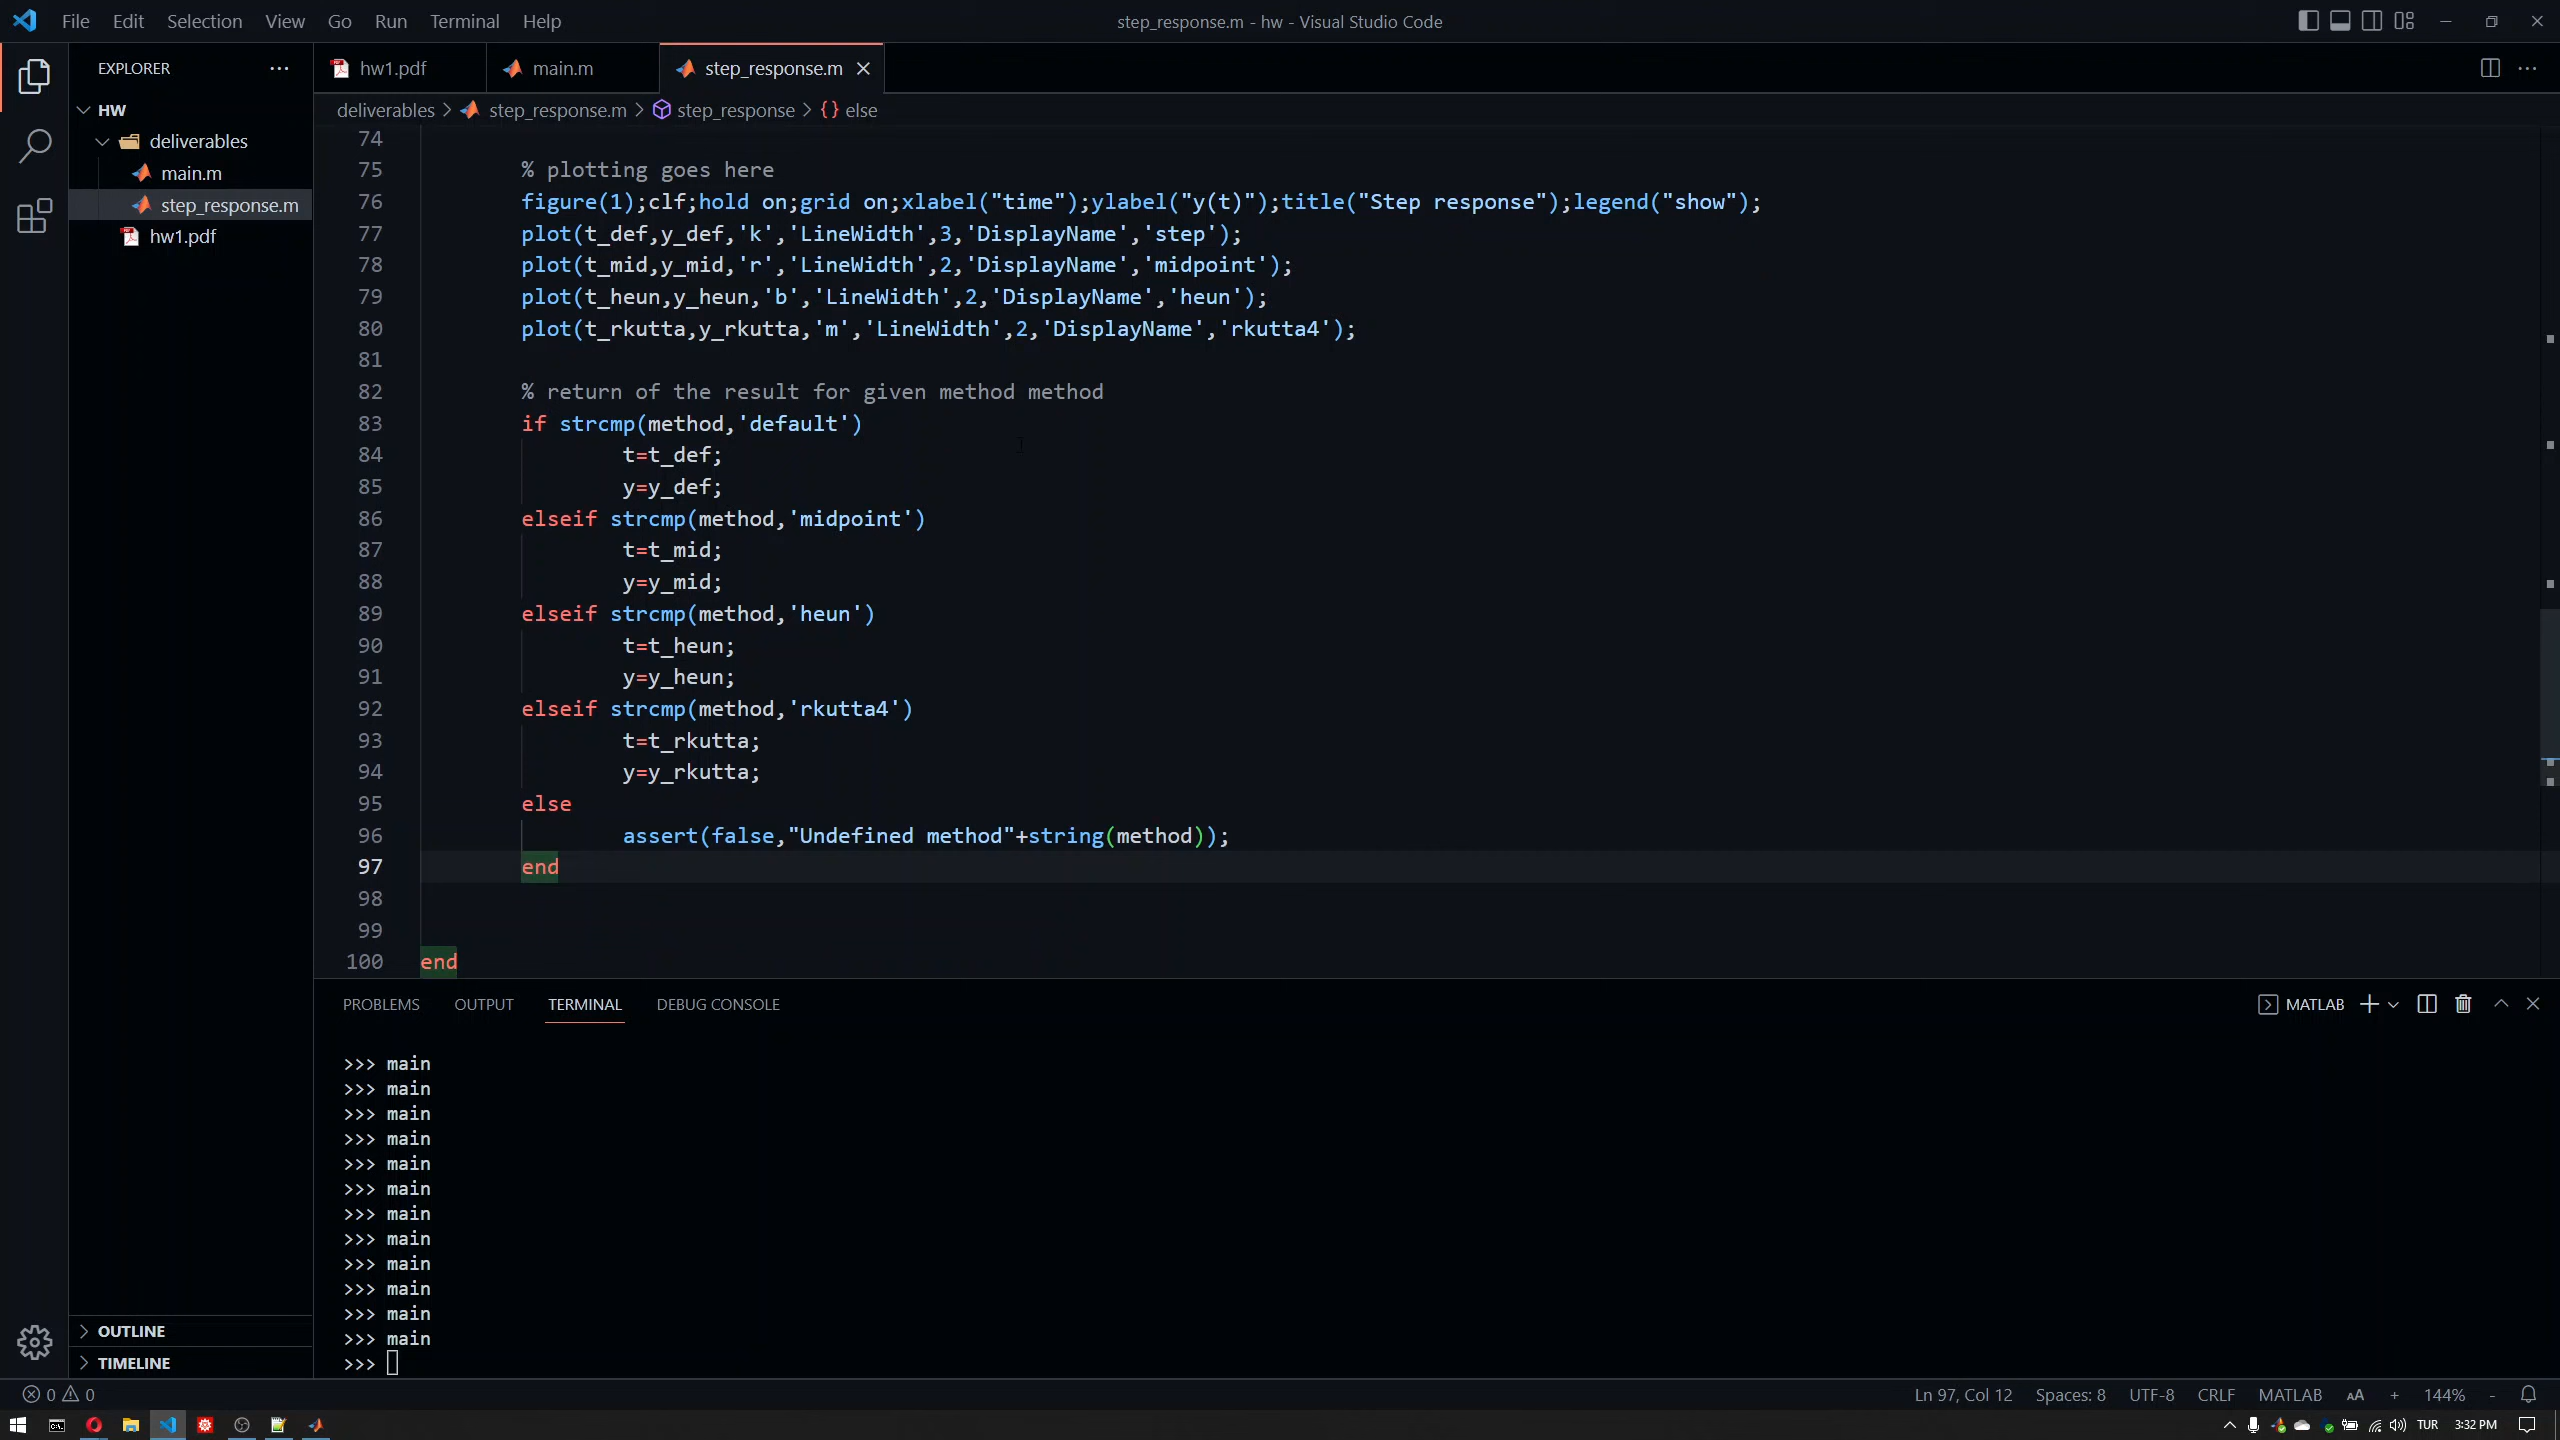 File Edit Selection View Go Run Terminal Help
step_response.m - hw - Visual Studio Code
EXPLORER
HW
deliverables
main.m
step_response.m
hw1.pdf
OUTLINE
TIMELINE
hw1.pdf main.m step_response.m
deliverables step_response.m step_response {} else
74
75 % plotting goes here
76 figure(1);clf;hold on;grid on;xlabel("time");ylabel("y(t)");title("Step response");legend("show");
77 plot(t_def,y_def,'k','LineWidth',3,'DisplayName','step');
78 plot(t_mid,y_mid,'r','LineWidth',2,'DisplayName','midpoint');
79 plot(t_heun,y_heun,'b','LineWidth',2,'DisplayName','heun');
80 plot(t_rkutta,y_rkutta,'m','LineWidth',2,'DisplayName','rkutta4');
81
82 % return of the result for given method method
83 if strcmp(method,'default')
84 t=t_def;
85 y=y_def;
86 elseif strcmp(method,'midpoint')
87 t=t_mid;
88 y=y_mid;
89 elseif strcmp(method,'heun')
90 t=t_heun;
91 y=y_heun;
92 elseif strcmp(method,'rkutta4')
93 t=t_rkutta;
94 y=y_rkutta;
95 else
96 assert(false,"Undefined method"+string(method));
97 end
98
99
100 end
PROBLEMS OUTPUT TERMINAL DEBUG CONSOLE
MATLAB
>>> main
>>> main
>>> main
>>> main
>>> main
>>> main
>>> main
>>> main
>>> main
>>> main
>>> main
>>> main
>>>
0 0
Ln 97, Col 12 Spaces: 8 UTF-8 CRLF MATLAB AA + 144% -
TUR 3:32 PM